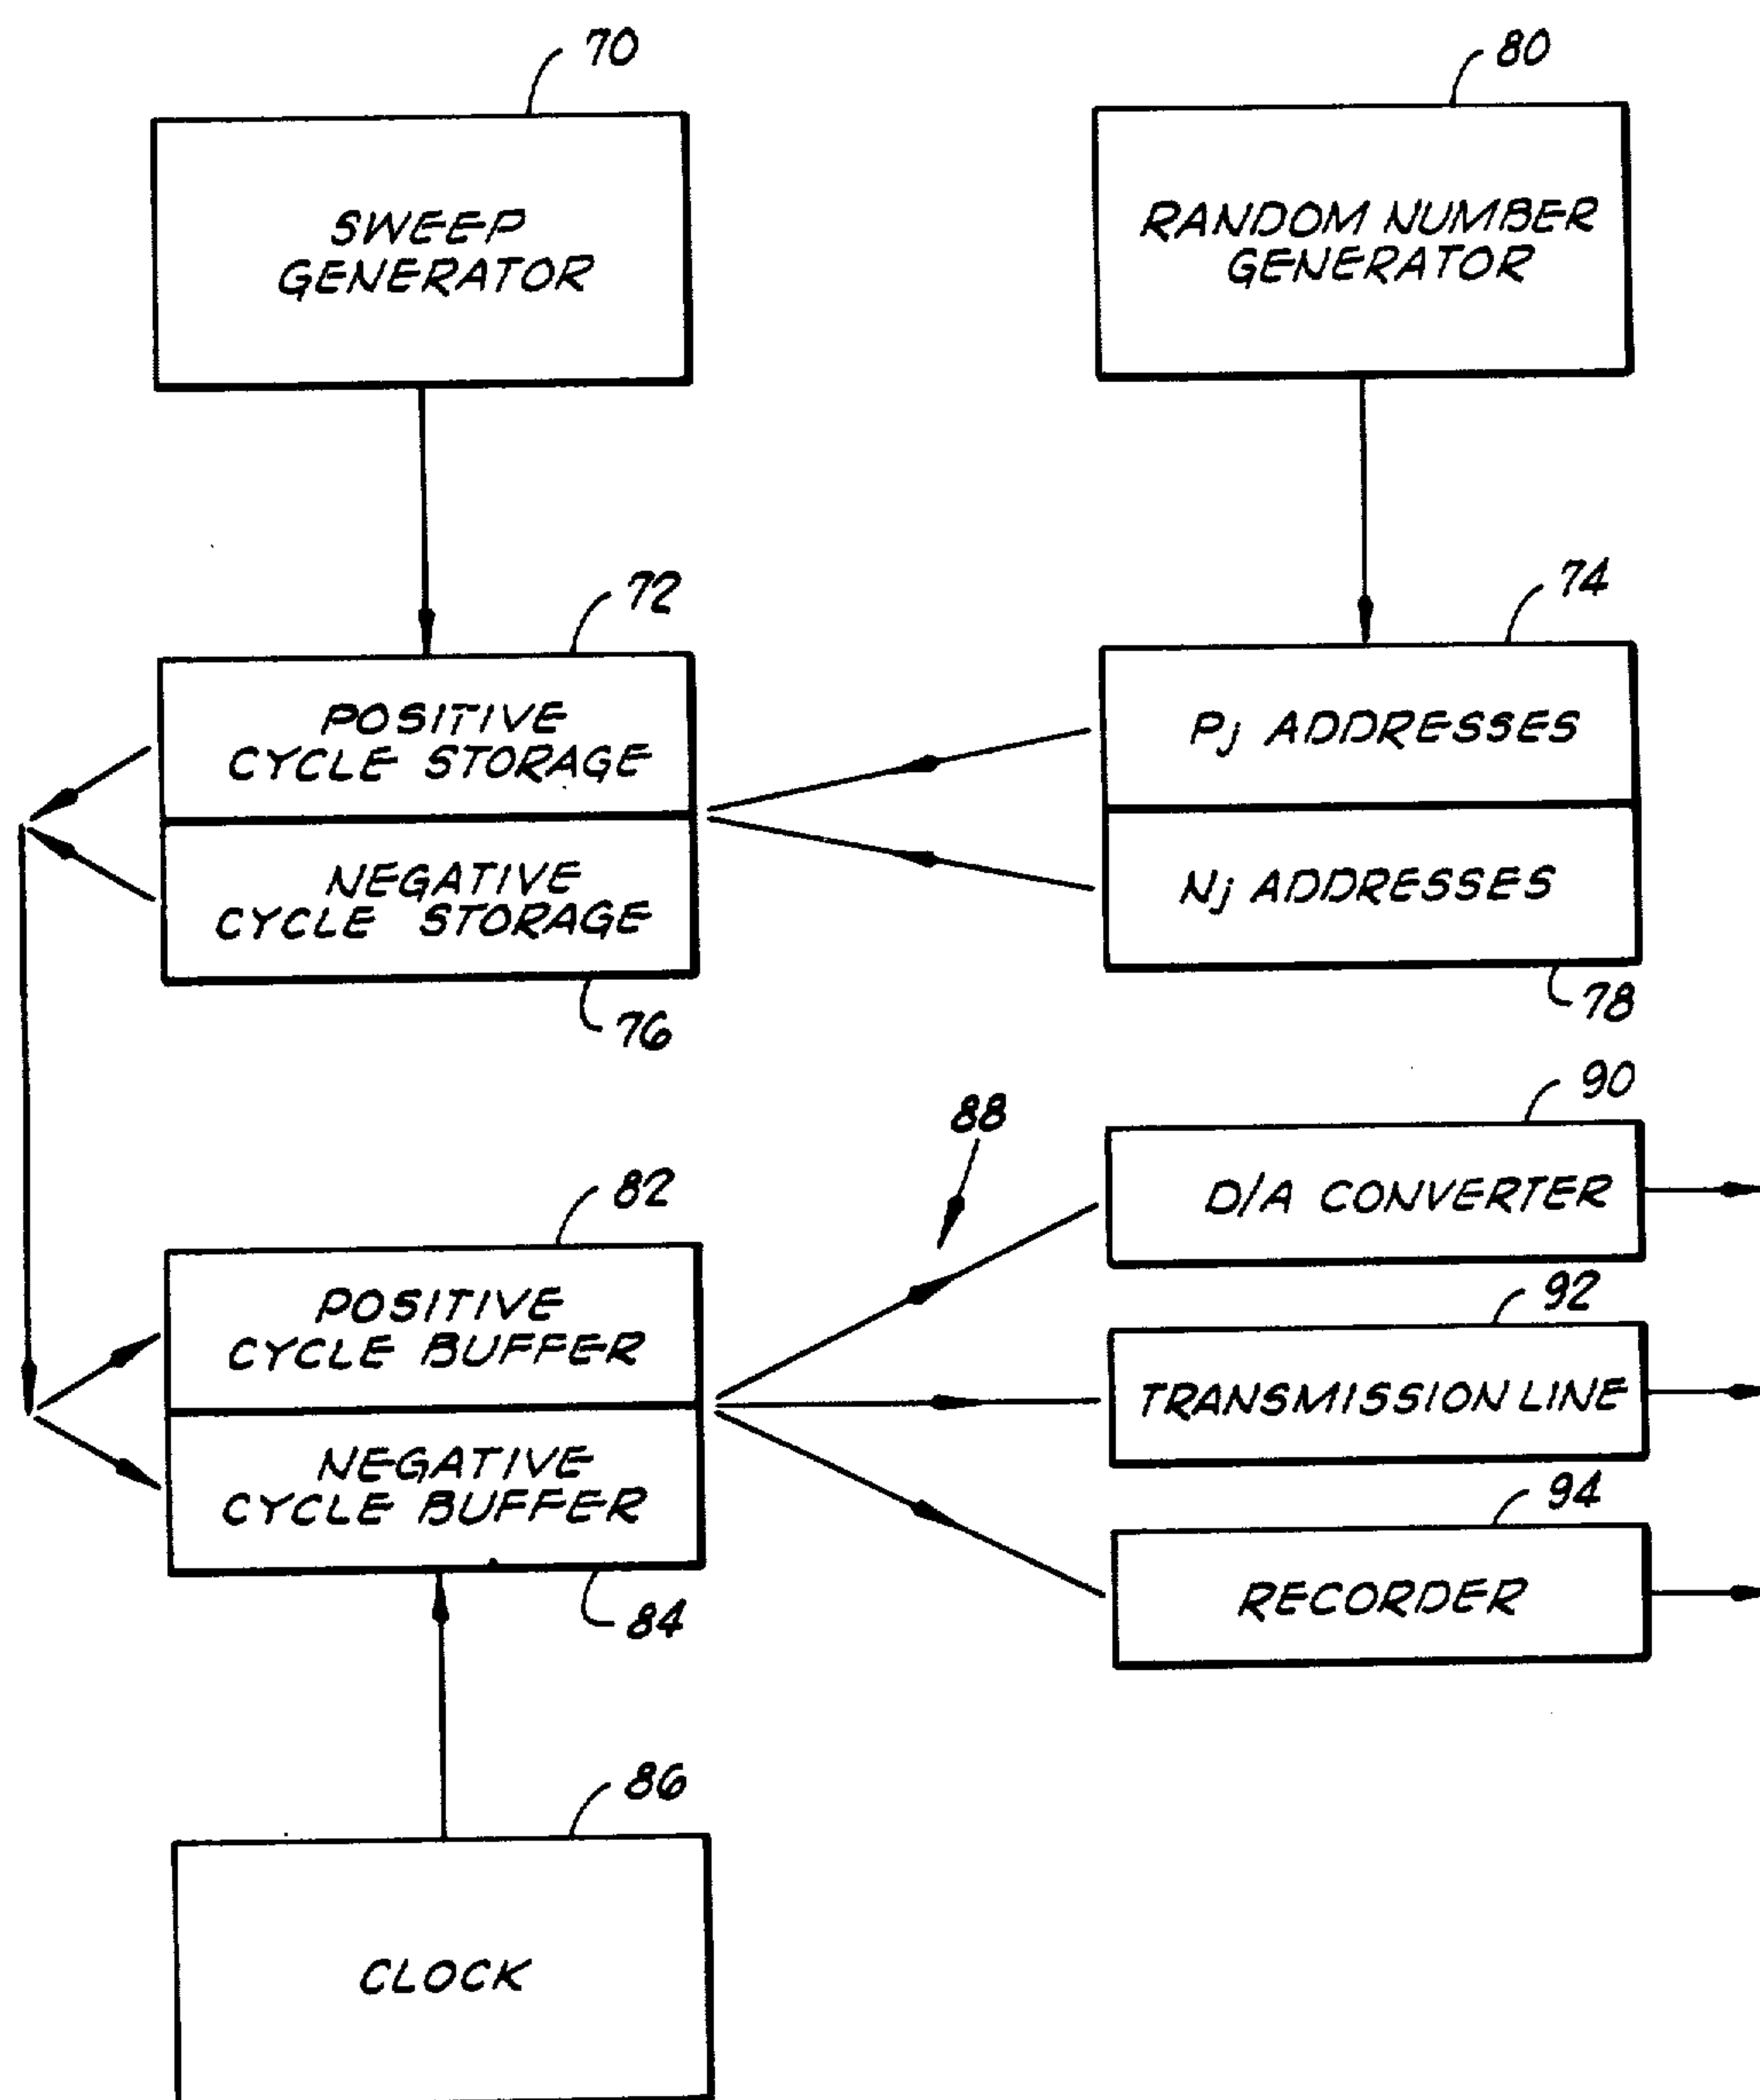 70
80
SWEEP
GENERATOR
RANDOM NUMBER
GENERATOR
72
74
POSITIVE
CYCLE STORAGE
Pj ADDRESSES
NEGATIVE
CYCLE STORAGE
Nj ADDRESSES
76
78
88
90
D/A CONVERTER
82
POSITIVE
CYCLE BUFFER
92
TRANSMISSION LINE
NEGATIVE
CYCLE BUFFER
84
94
RECORDER
86
CLOCK